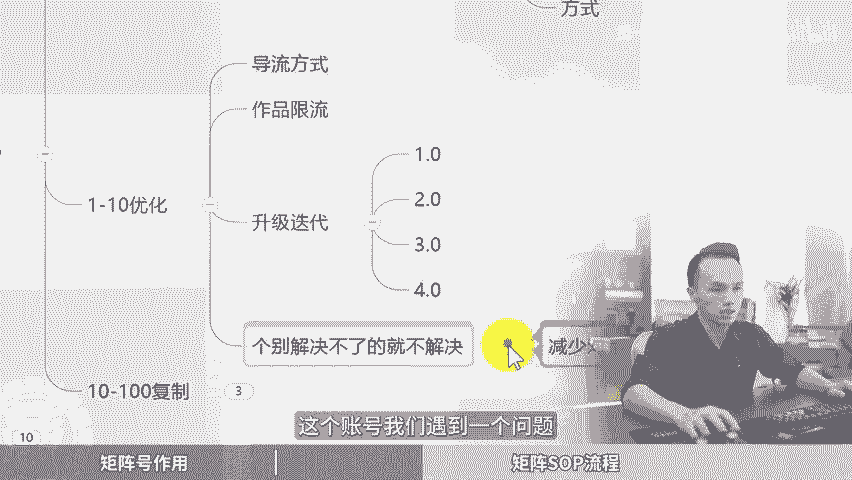 方式
导流方式
作品限流
1.0
1-10优化
2.0
升级迭代
3.0
4.0
个别解决不了的就不解决
减少
10-100复制
3
这个账号我们遇到一个问题
10
矩阵号作用
矩阵SOP流程